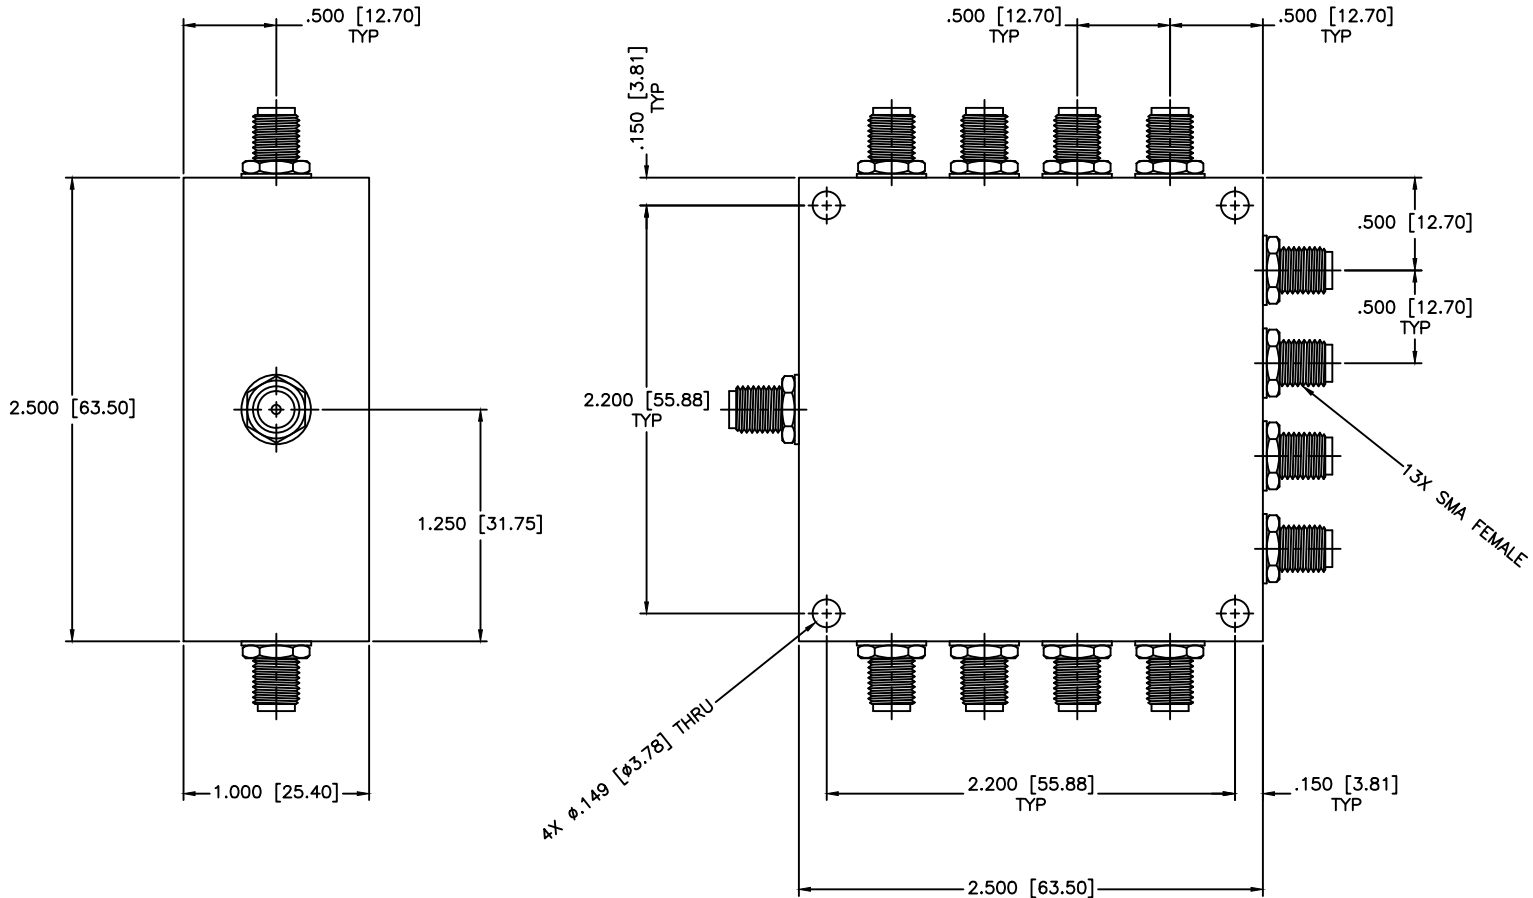 .500 [12.70]
TYP
.500 [12.70]
TYP
.500 [12.70]
TYP
.150 [3.81]
TYP
.500 [12.70]
.500 [12.70]
TYP
2.500 [63.50]
2.200 [55.88]
TYP
13X SMA FEMALE
1.250 [31.75]
4X ø.149 [ø3.78] THRU
1.000 [25.40]
2.200 [55.88]
TYP
.150 [3.81]
TYP
2.500 [63.50]